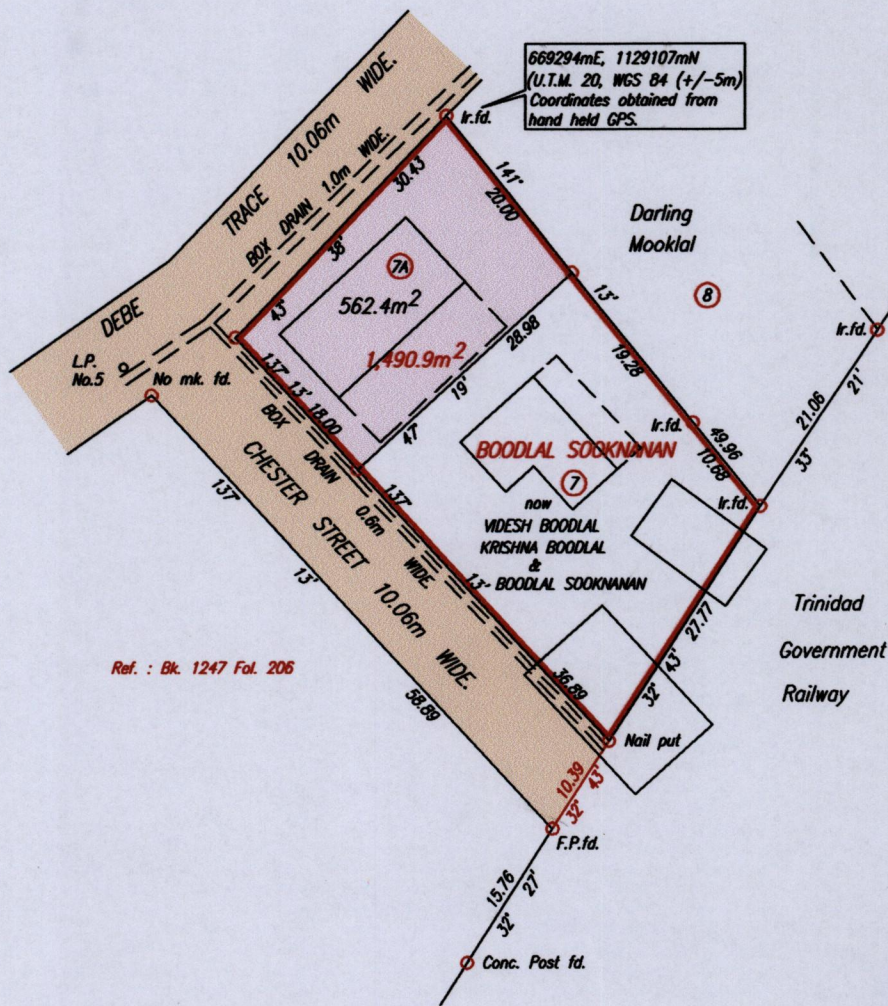 669294mE, 1129107mN
(U.T.M. 20, WGS 84 (+/-5m)
Coordinates obtained from
hand held GPS.
Ir.fd.
DEBE TRACE 10.06m WIDE.
BOX DRAIN 1.0m WIDE.
30.43
43' 38'
141°
20.00
Darling
Mooklal
8
7A
562.4m²
1,490.9m²
28.98
47' 19'
13'
19.28
Ir.fd.
L.P.
No.5
No mk. fd.
137° 13' 18.00
BOX DRAIN 0.6m WIDE.
Ir.fd.
49.96
10.68
21.06
33' 21'
Ir.fd.
BOODLAL SOOKNANAN
7
now
VIDESH BOODLAL
KRISHNA BOODLAL
&
BOODLAL SOOKNANAN
137°
13'
36.89
CHESTER STREET 10.06m WIDE.
137°
13'
58.89
27.77
32° 43'
Trinidad
Government
Railway
Ref. : Bk. 1247 Fol. 206
Nail put
10.39
32° 43'
F.P.fd.
15.76
32° 27'
Conc. Post fd.